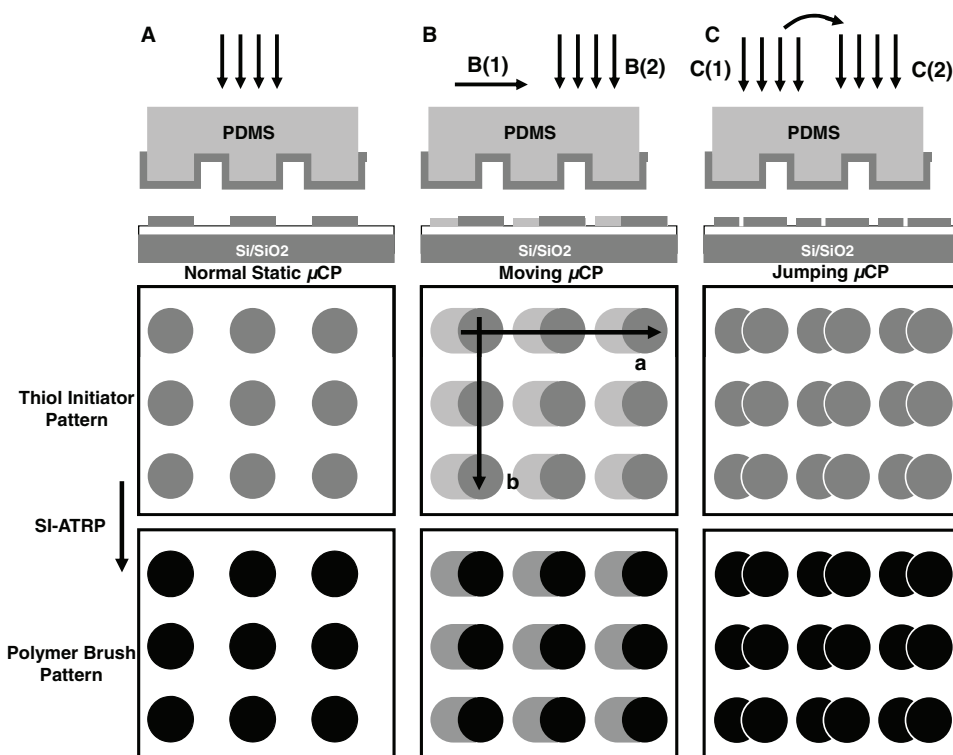 A
B
C
B(1)
B(2)
C(1)
C(2)
PDMS
PDMS
PDMS
Si/SiO2
Si/SiO2
Si/SiO2
Normal Static μCP
Moving μCP
Jumping μCP
a
b
Thiol Initiator
Pattern
SI-ATRP
Polymer Brush
Pattern